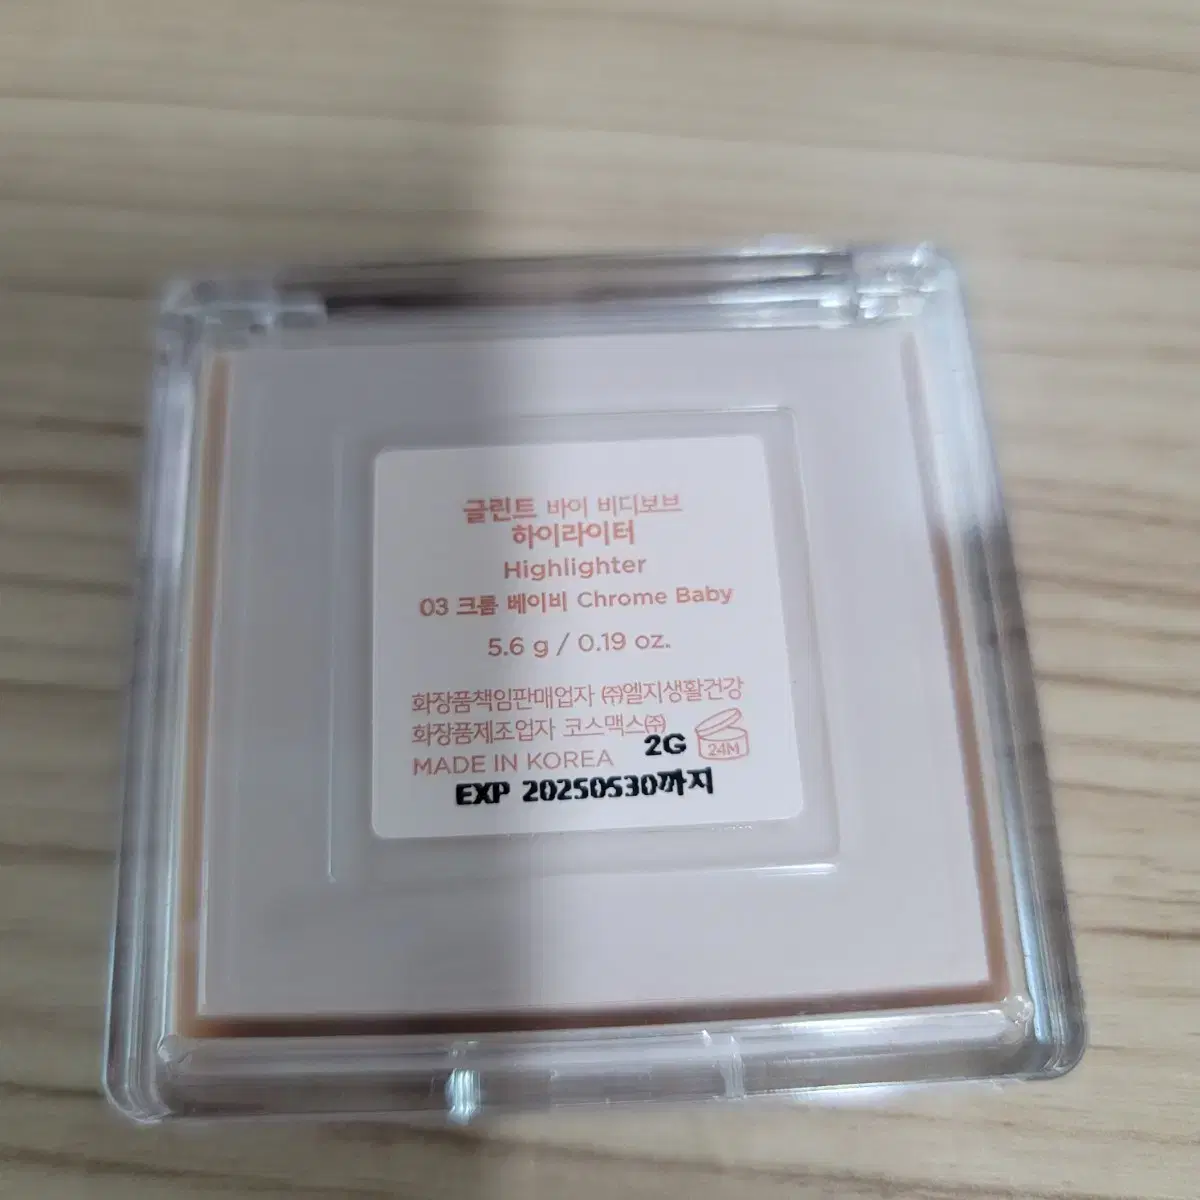 글린트 바이 비디보브
하이라이터
Highlighter
03 크롬 베이비 Chrome Baby
5.6 g / 0.19 oz.
화장품책임판매업자 ㈜엘지생활건강
화장품제조업자 코스맥스㈜
MADE IN KOREA 2G 24M
EXP 20250530까지